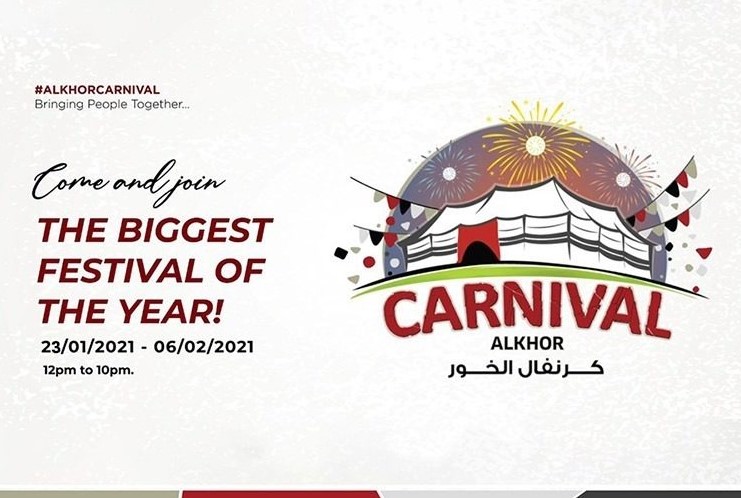 #ALKHORCARNIVAL
Bringing People Together...
Come and join
THE BIGGEST
FESTIVAL OF
THE YEAR!
23/01/2021 - 06/02/2021
12pm to 10pm.
CARNIVAL
ALKHOR
كرنفال الخور